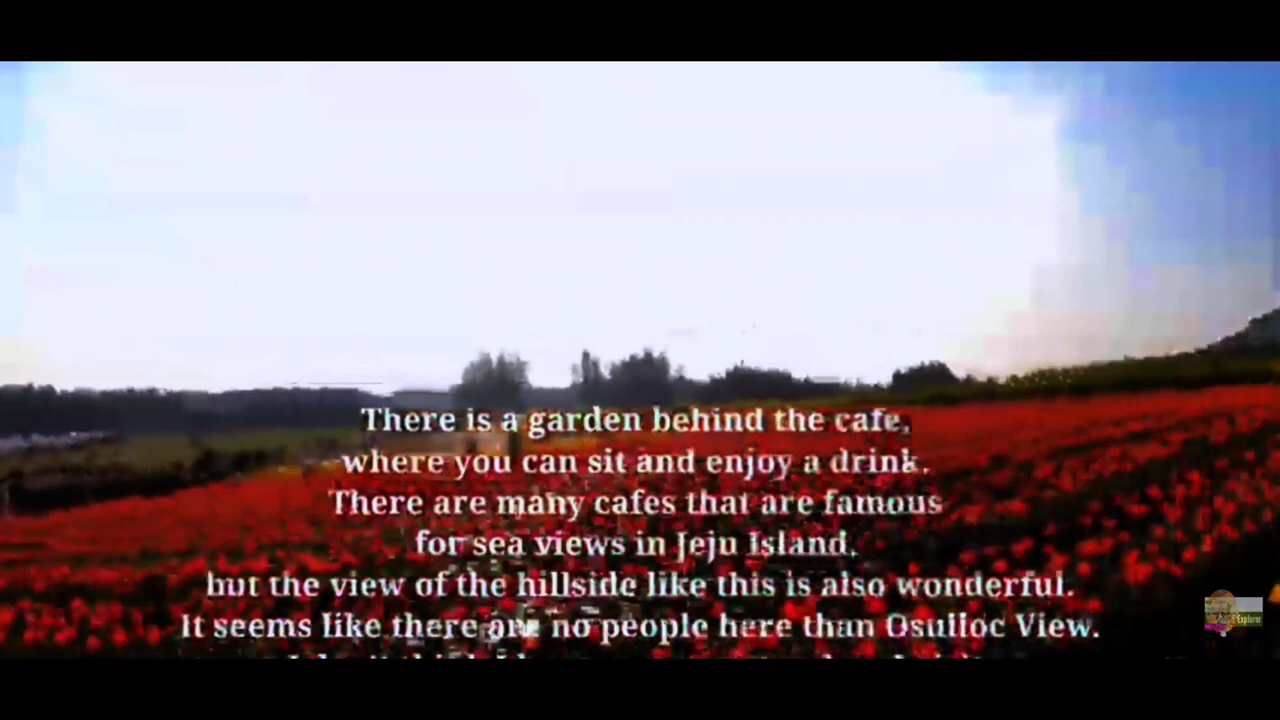 There is a garden behind the cafe,
where you can sit and enjoy a drink.
There are many cafes that are famous
for sea views in Jeju Island,
but the view of the hillside like this is also wonderful.
It seems like there are no people here than Osulloc View.
Explorer